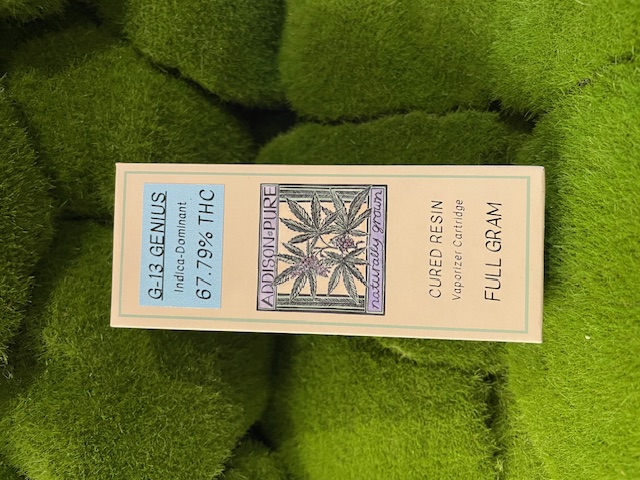 G-13 GENIUS
Indica-Dominant
67.79% THC
ADDISON PURE
naturally grown
CURED RESIN
Vaporizer Cartridge
FULL GRAM